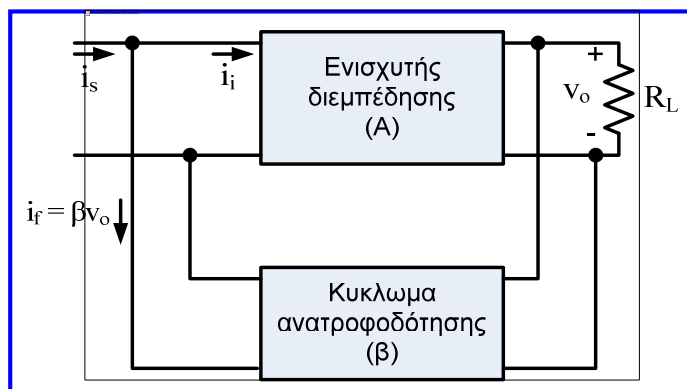 i_s
i_i
Ενισχυτής
διεμπέδησης
(Α)
+
v_o
-
R_L
i_f = βv_o
Κυκλωμα
ανατροφοδότησης
(β)